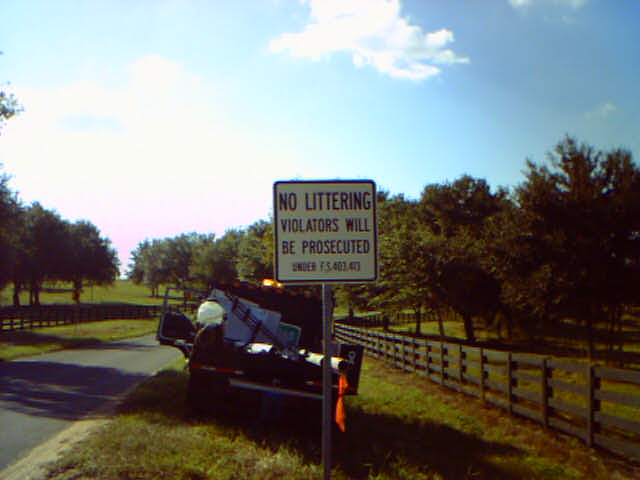 NO LITTERING
VIOLATORS WILL
BE PROSECUTED
UNDER F.S.403.413